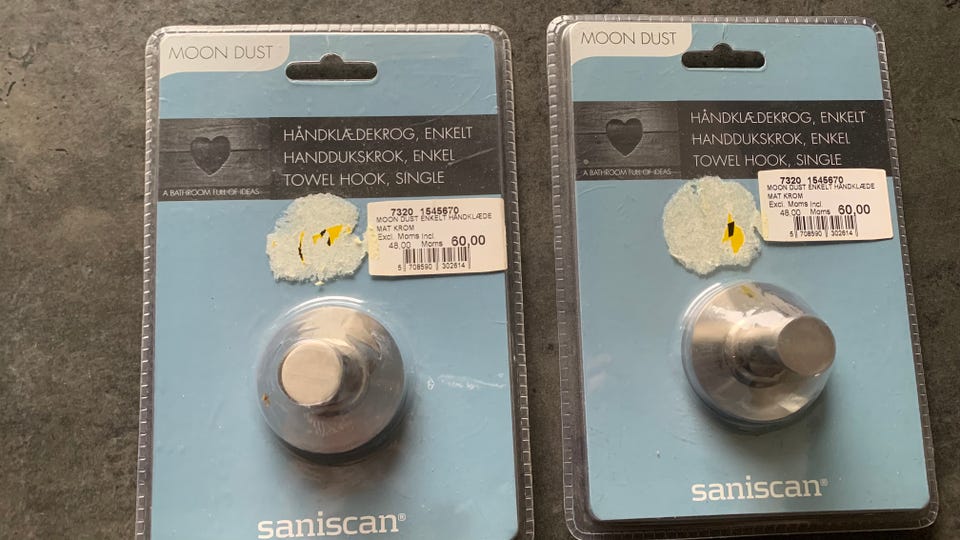 MOON DUST
HÅNDKLÆDEKROG, ENKELT
HANDDUKSKROK, ENKEL
TOWEL HOOK, SINGLE
A BATHROOM FULL OF IDEAS
7320 1545670
MOON DUST ENKELT HÅNDKLÆDE
MAT KROM
Excl. Moms Incl.
48,00 Moms 60,00
5 708590 302614
saniscan®
MOON DUST
HÅNDKLÆDEKROG, ENKELT
HANDDUKSKROK, ENKEL
TOWEL HOOK, SINGLE
A BATHROOM FULL OF IDEAS
7320 1545670
MOON DUST ENKELT HÅNDKLÆDE
MAT KROM
Excl. Moms Incl.
48,00 Moms 60,00
5 708590 302614
saniscan®